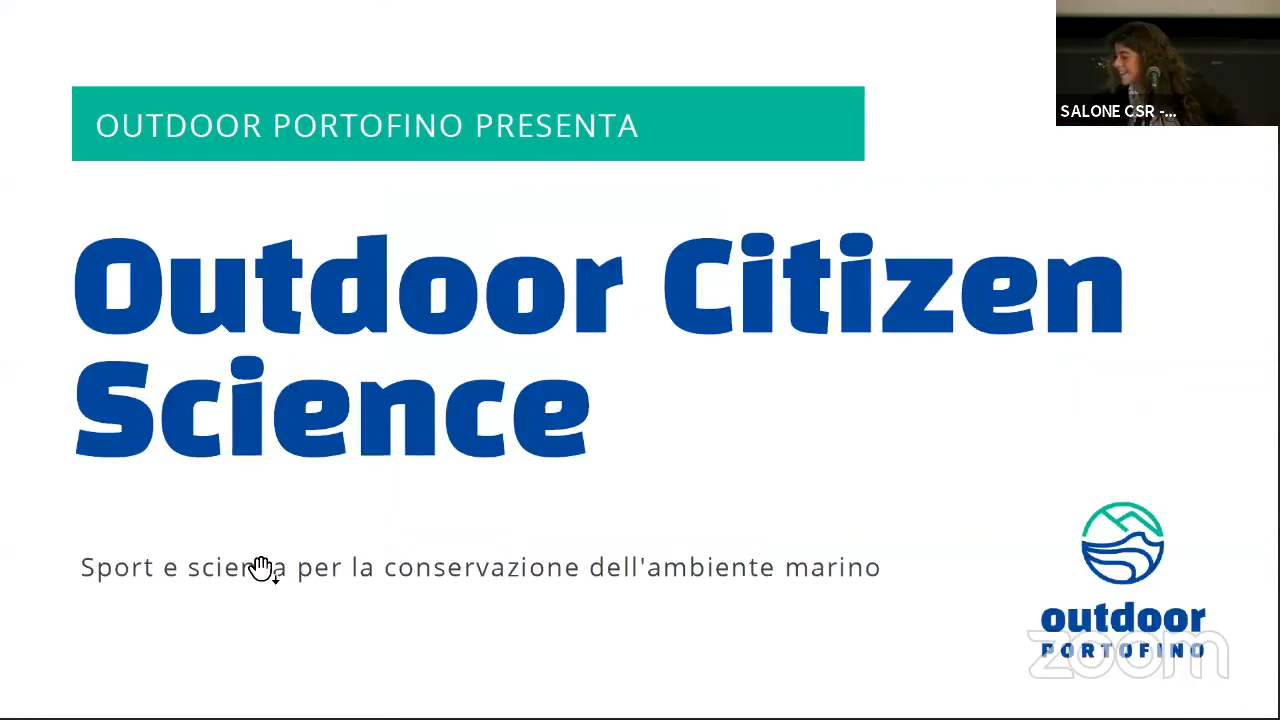 SALONE CSR -...
OUTDOOR PORTOFINO PRESENTA
Outdoor Citizen
Science
Sport e scienza per la conservazione dell'ambiente marino
outdoor
PORTOFINO
zoom